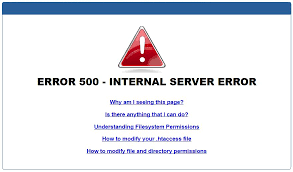 ERROR 500 - INTERNAL SERVER ERROR
Why am I seeing this page?
Is there anything that I can do?
Understanding Filesystem Permissions
How to modify your .htaccess file
How to modify file and directory permissions